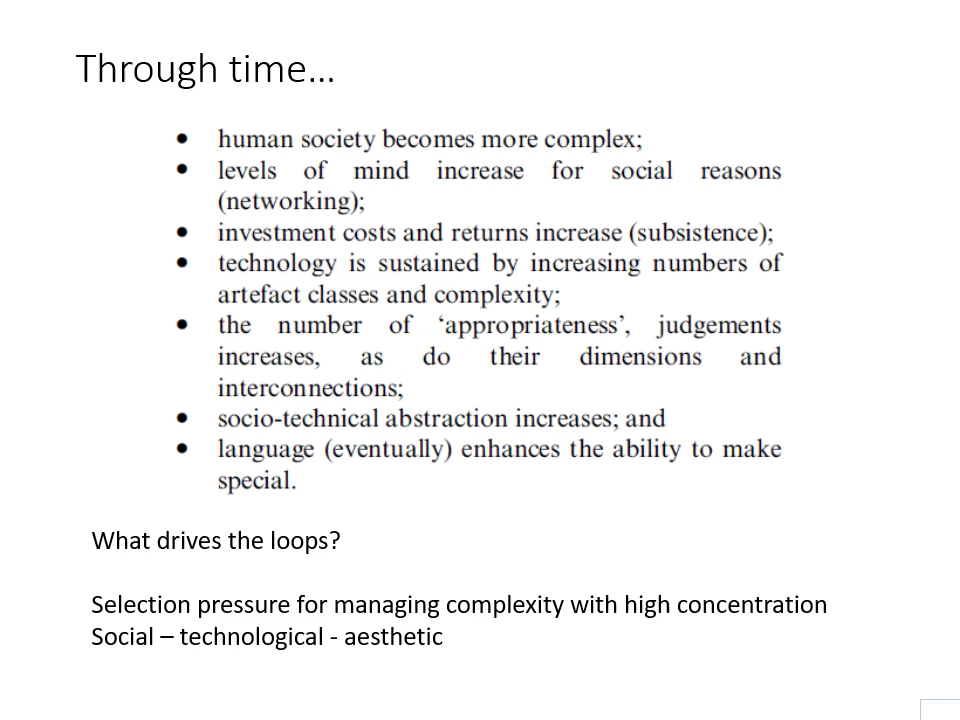 Through time…
• human society becomes more complex;
• levels of mind increase for social reasons
(networking);
• investment costs and returns increase (subsistence);
• technology is sustained by increasing numbers of
artefact classes and complexity;
• the number of ‘appropriateness’, judgements
increases, as do their dimensions and
interconnections;
• socio-technical abstraction increases; and
• language (eventually) enhances the ability to make
special.
What drives the loops?
Selection pressure for managing complexity with high concentration
Social – technological - aesthetic